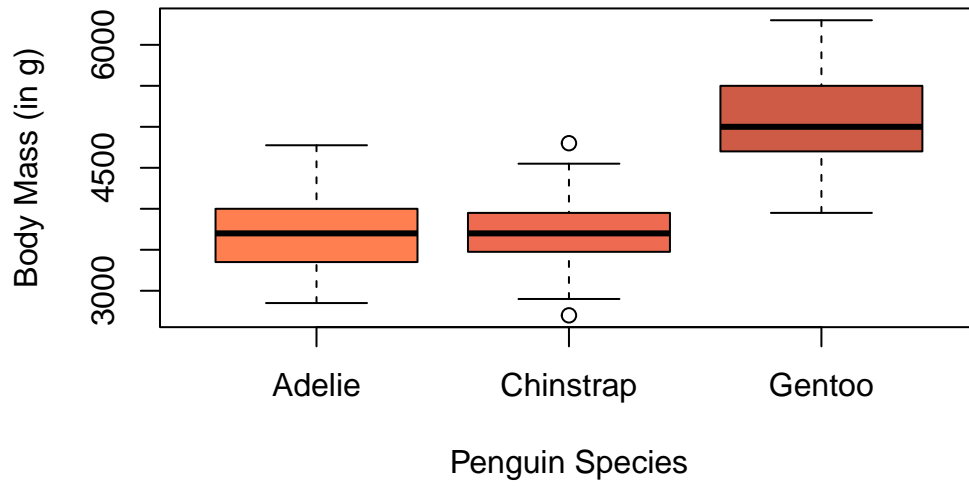 Body Mass (in g)
6000
4500
3000
Adelie
Chinstrap
Gentoo
Penguin Species